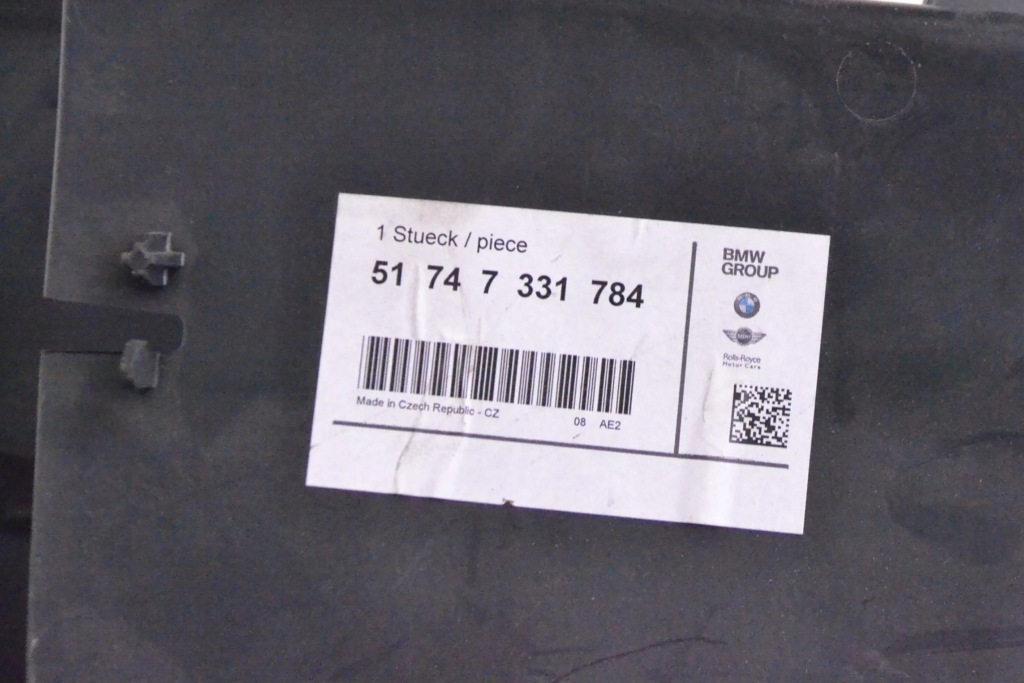 1 Stueck / piece
51 74 7 331 784
Made in Czech Republic - CZ
08 AE2
BMW
GROUP
MINI
Rolls-Royce
Motor Cars